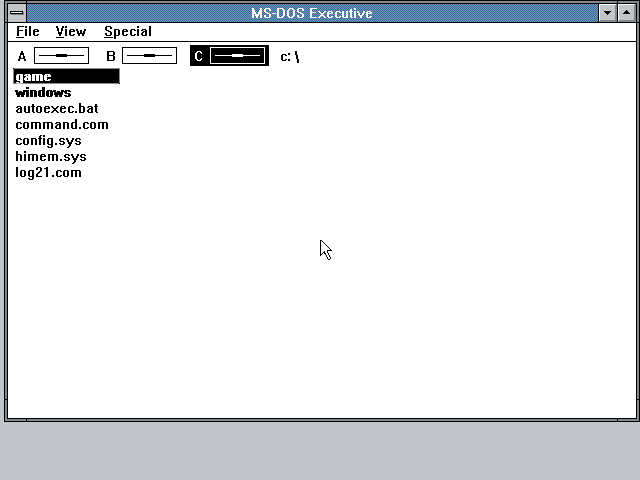 MS-DOS Executive
File View Special
A B C c:\
game
windows
autoexec.bat
command.com
config.sys
himem.sys
log21.com